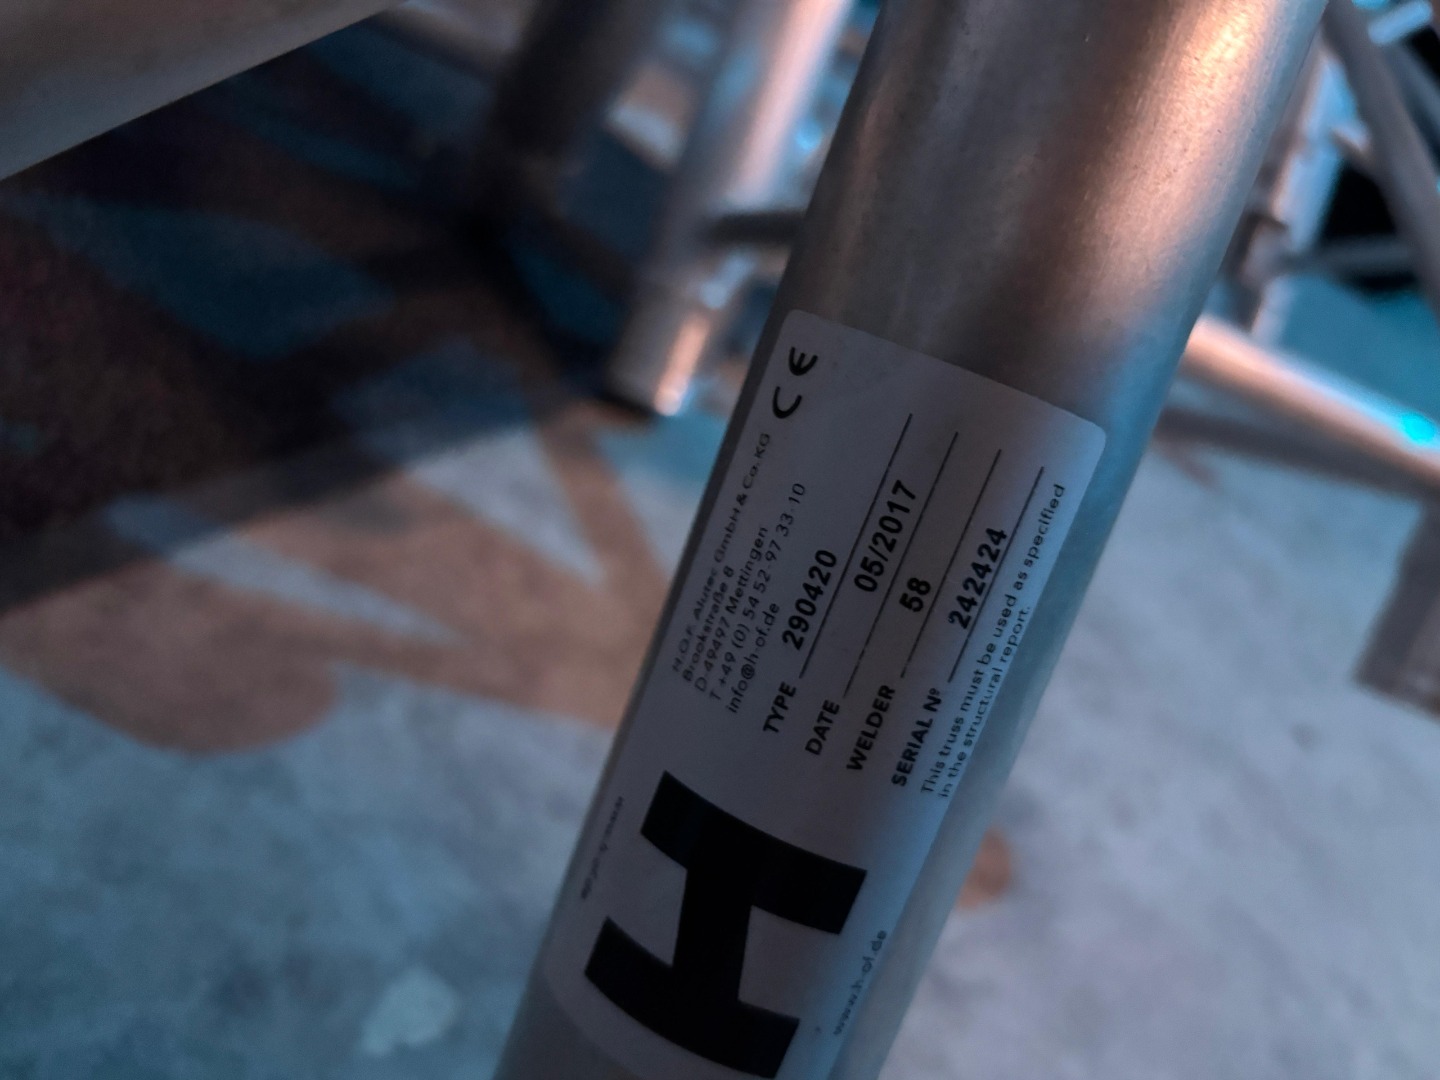 CE
H.O.F. Alutec GmbH & Co. KG
Brookstraße 8
D-49497 Mettingen
T +49 (0) 54 52-97 33-10
info@h-of.de
TYPE 290420
DATE 05/2017
WELDER 58
SERIAL Nº 242424
This truss must be used as specified
in the structural report.
H
www.h-of.de